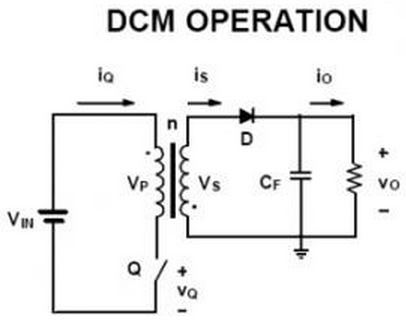 DCM OPERATION
iQ iS iO
n
D
VP VS CF + vO −
VIN
Q + vQ −